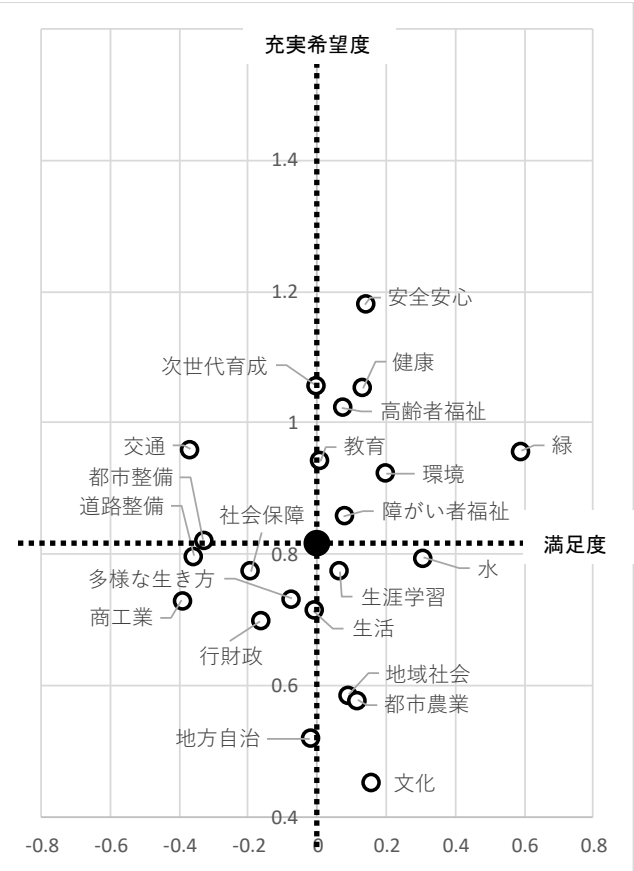 充実希望度
1.4
1.2
安全安心
次世代育成
健康
高齢者福祉
1
交通
教育
緑
都市整備
環境
道路整備
社会保障
障がい者福祉
満足度
0.8
水
多様な生き方
生涯学習
商工業
生活
行財政
地域社会
0.6
都市農業
地方自治
文化
0.4
-0.8 -0.6 -0.4 -0.2 0 0.2 0.4 0.6 0.8